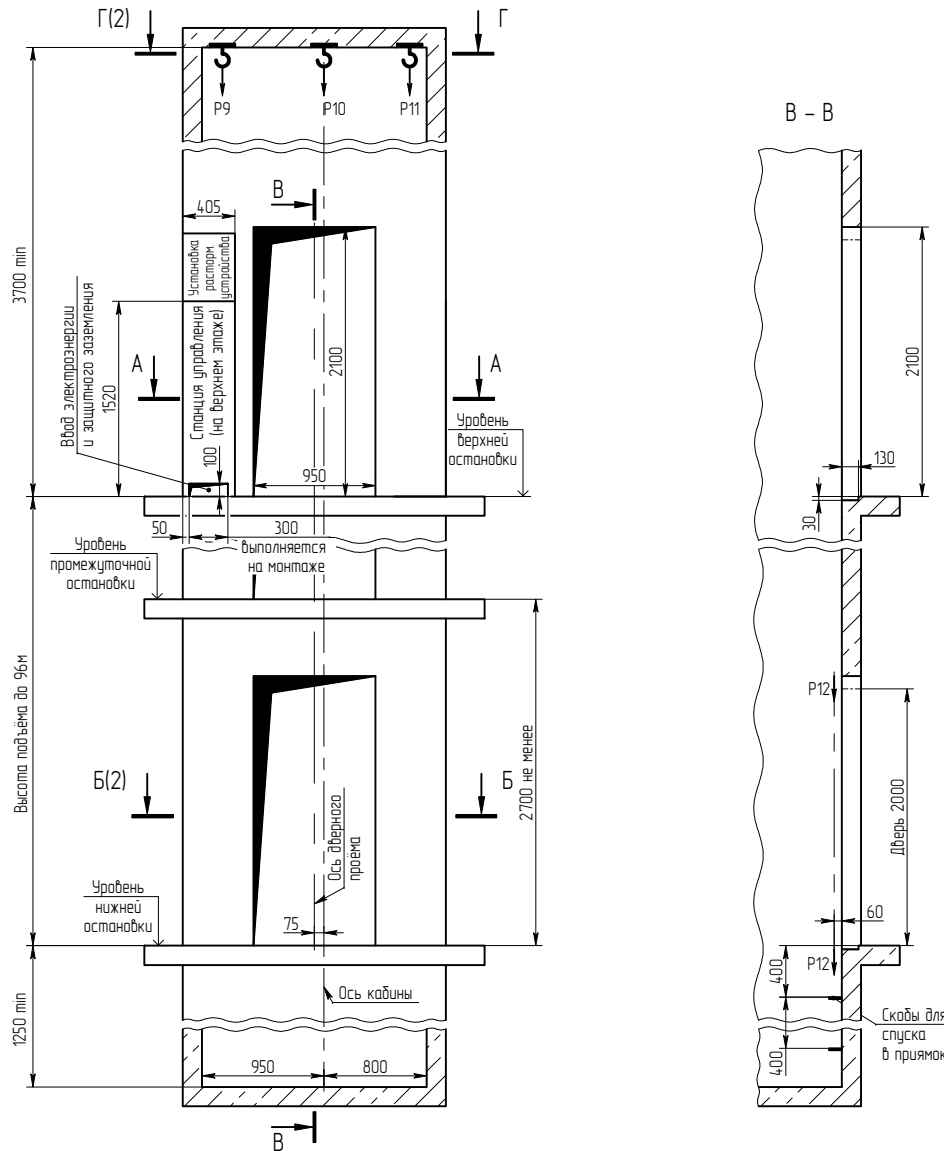 Г(2)
Г
Р9
Р10
Р11
В – В
3700 min
В
405
Установка
расторм.
устройства
Ввод электроэнергии
и защитного заземления
Станция управления
(на верхнем этаже)
1520
2100
2100
А
А
Уровень
верхней
остановки
100
950
130
30
50
300
выполняется
на монтаже
Уровень
промежуточной
остановки
Высота подъёма до 96м
2700 не менее
Р12
Дверь 2000
Б(2)
Б
Ось дверного
проёма
Уровень
нижней
остановки
75
60
Р12
400
1250 min
Ось кабины
Скобы для
спуска
в приямок
400
950
800
В